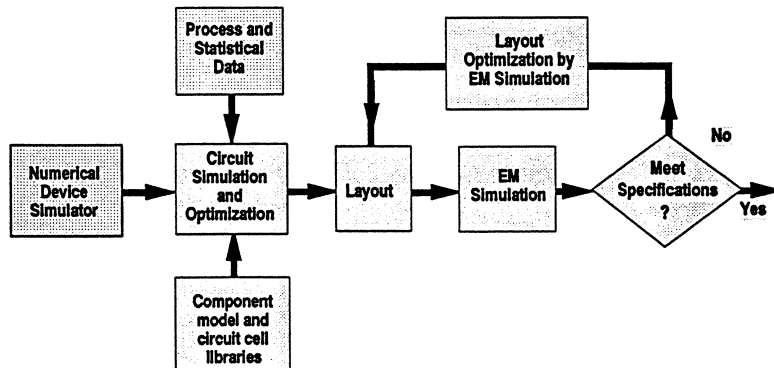 Process and
Statistical
Data
Layout
Optimization by
EM Simulation
No
Numerical
Device
Simulator
Circuit
Simulation
and
Optimization
Layout
EM
Simulation
Meet
Specifications
?
Yes
Component
model and
circuit cell
libraries